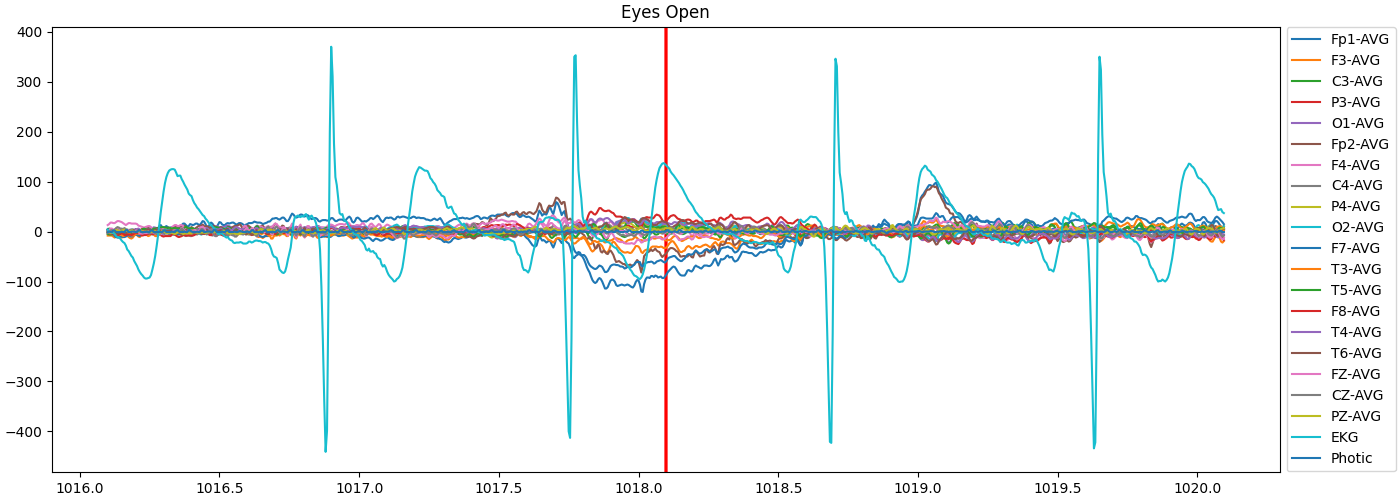 Eyes Open
400
300
200
100
0
−100
−200
−300
−400
1016.0 1016.5 1017.0 1017.5 1018.0 1018.5 1019.0 1019.5 1020.0
Fp1-AVG
F3-AVG
C3-AVG
P3-AVG
O1-AVG
Fp2-AVG
F4-AVG
C4-AVG
P4-AVG
O2-AVG
F7-AVG
T3-AVG
T5-AVG
F8-AVG
T4-AVG
T6-AVG
FZ-AVG
CZ-AVG
PZ-AVG
EKG
Photic